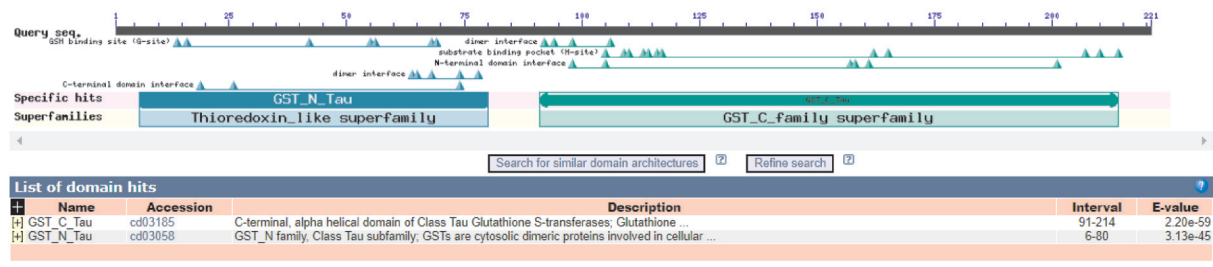 1 25 50 75 100 125 150 175 200 221
Query seq.
GSH binding site (G-site) dimer interface
substrate binding pocket (H-site)
N-terminal domain interface
dimer interface
C-terminal domain interface
Specific hits GST_N_Tau GST_C_Tau
Superfamilies Thioredoxin_like superfamily GST_C_family superfamily
Search for similar domain architectures ? Refine search ?
List of domain hits ?
+ Name Accession Description Interval E-value
[+] GST_C_Tau cd03185 C-terminal, alpha helical domain of Class Tau Glutathione S-transferases; Glutathione ... 91-214 2.20e-59
[+] GST_N_Tau cd03058 GST_N family, Class Tau subfamily; GSTs are cytosolic dimeric proteins involved in cellular ... 6-80 3.13e-45